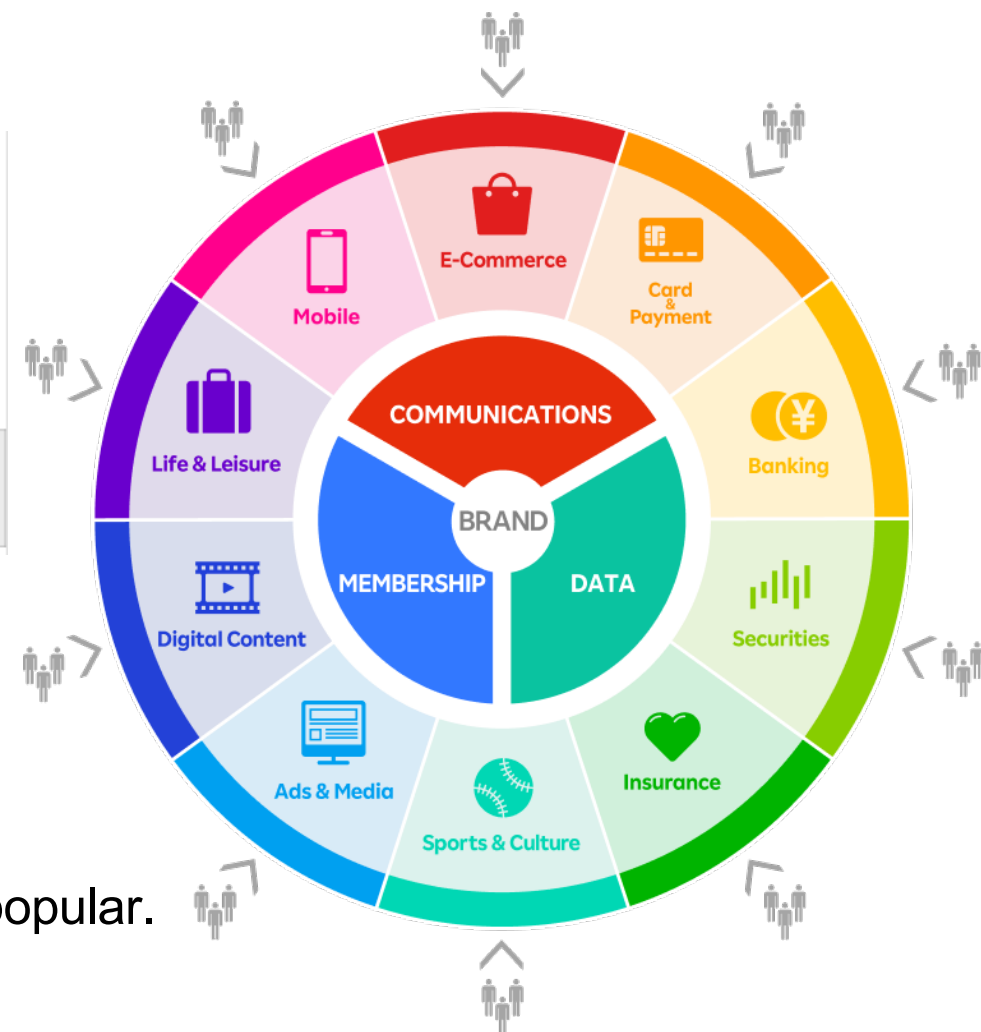 E-Commerce
Card
&
Payment
Mobile
Life & Leisure
COMMUNICATIONS
Banking
¥
BRAND
MEMBERSHIP
DATA
Digital Content
Securities
Ads & Media
Insurance
Sports & Culture
popular.